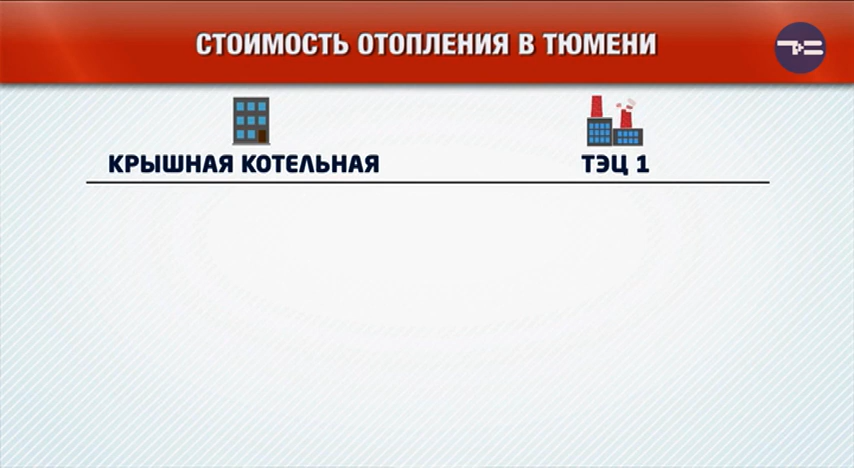 СТОИМОСТЬ ОТОПЛЕНИЯ В ТЮМЕНИ
КРЫШНАЯ КОТЕЛЬНАЯ
ТЭЦ 1